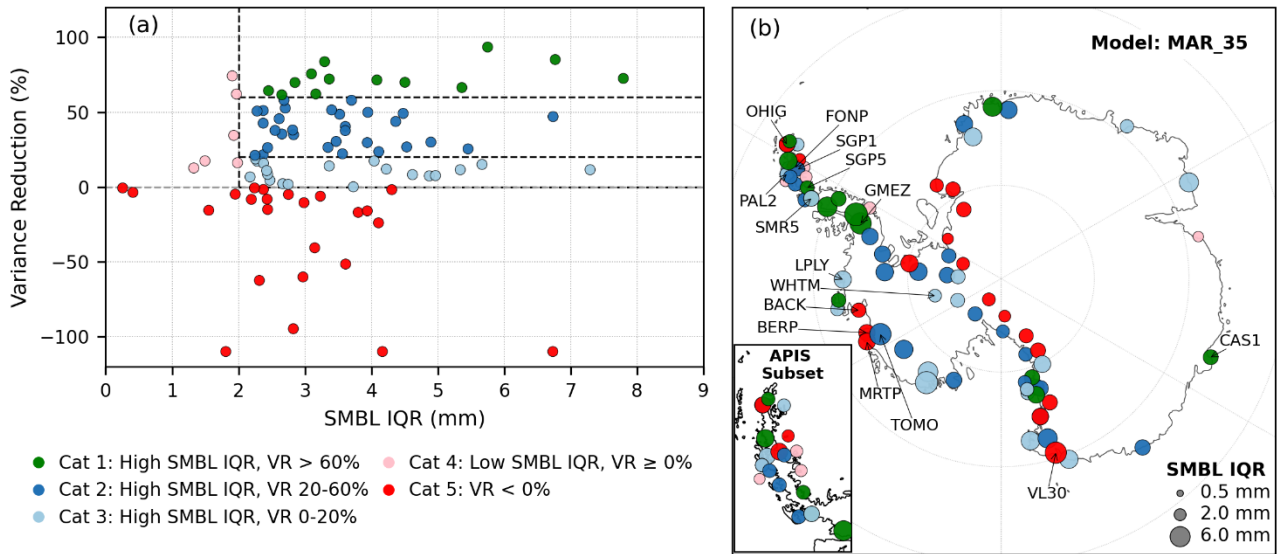 (a)
Variance Reduction (%)
100
50
0
−50
−100
0
1
2
3
4
5
6
7
8
9
SMBL IQR (mm)
Cat 1: High SMBL IQR, VR > 60%
Cat 2: High SMBL IQR, VR 20-60%
Cat 3: High SMBL IQR, VR 0-20%
Cat 4: Low SMBL IQR, VR ≥ 0%
Cat 5: VR < 0%
(b)
Model: MAR_35
OHIG
FONP
SGP1
SGP5
PAL2
GMEZ
SMR5
LPLY
WHTM
BACK
BERP
MRTP
TOMO
CAS1
VL30
APIS
Subset
SMBL IQR
0.5 mm
2.0 mm
6.0 mm